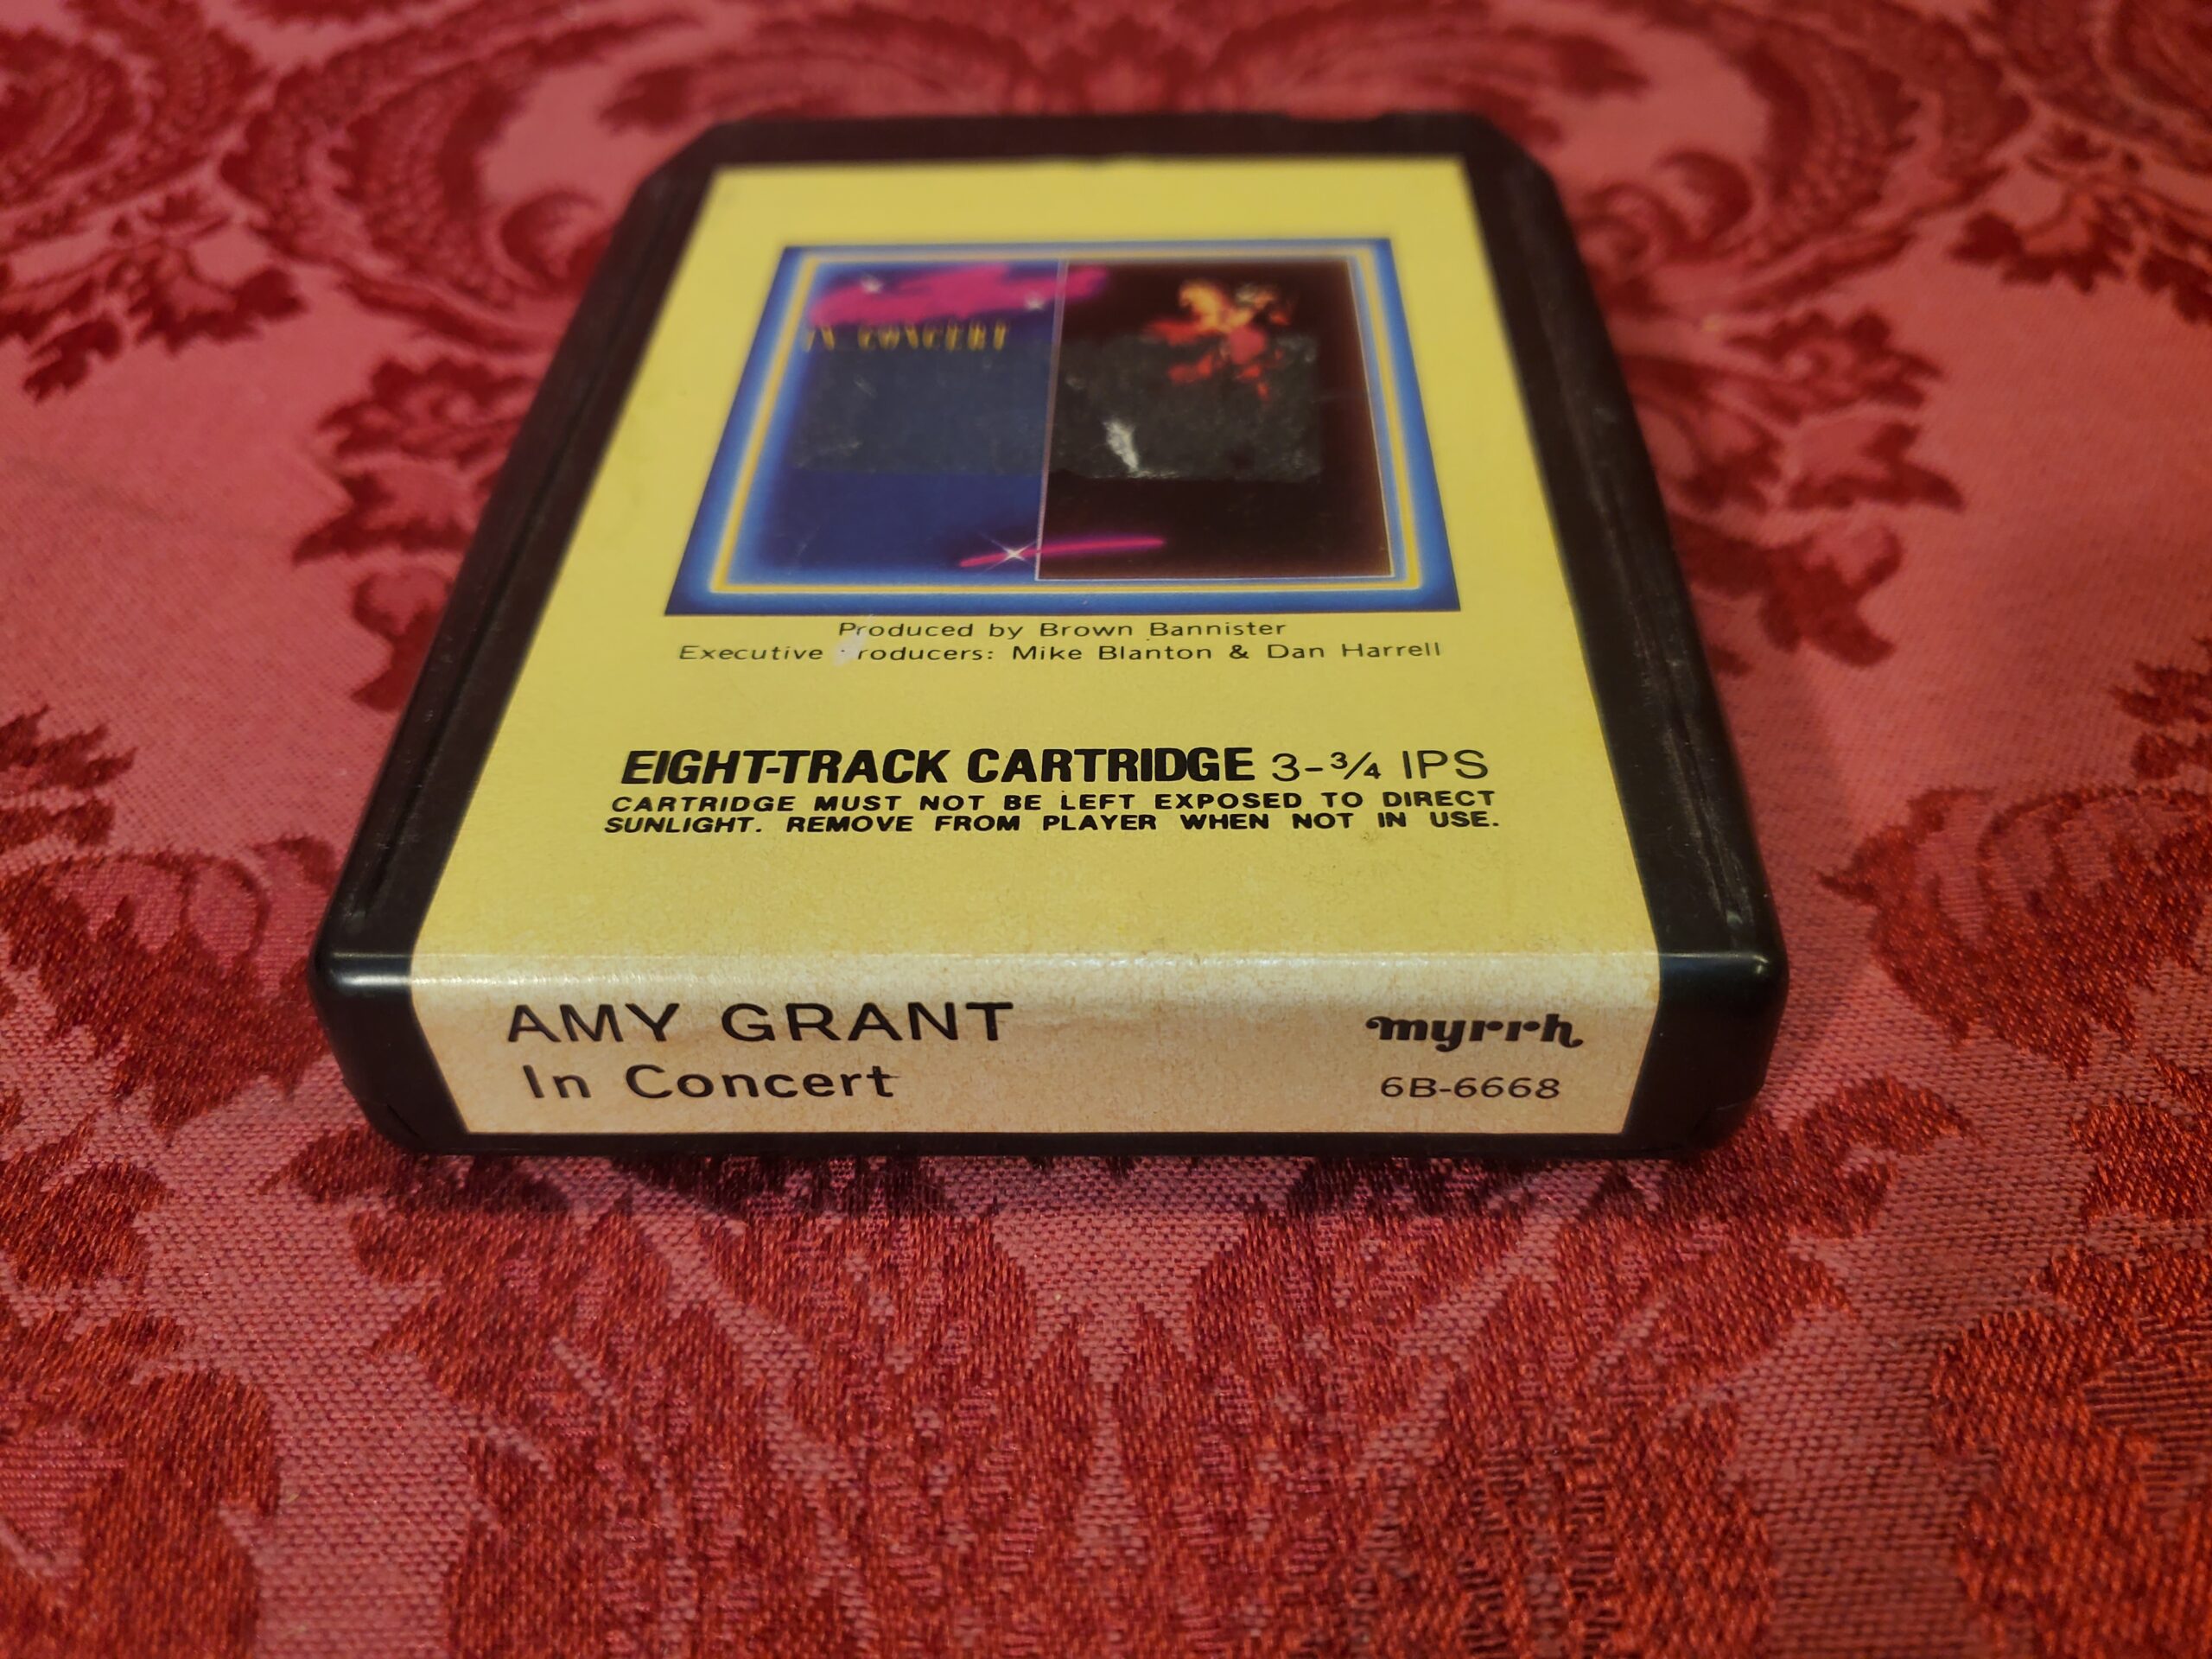 IN CONCERT
Produced by Brown Bannister
Executive Producers: Mike Blanton & Dan Harrell
EIGHT-TRACK CARTRIDGE 3-¾ IPS
CARTRIDGE MUST NOT BE LEFT EXPOSED TO DIRECT
SUNLIGHT. REMOVE FROM PLAYER WHEN NOT IN USE.
AMY GRANT
In Concert
myrrh
6B-6668